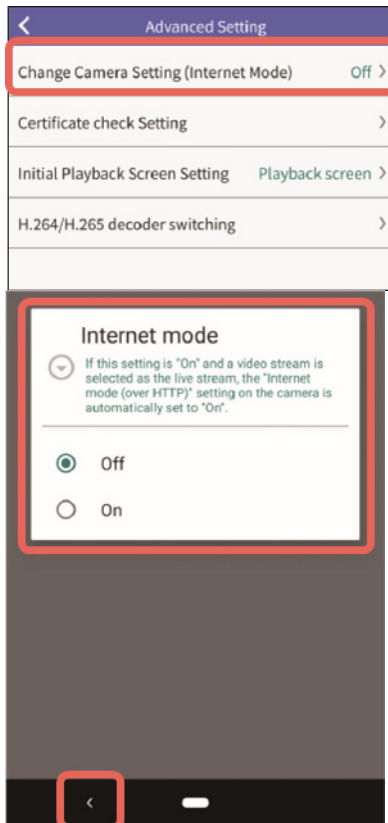 Advanced Setting
Change Camera Setting (Internet Mode) Off
Certificate check Setting
Initial Playback Screen Setting Playback screen
H.264/H.265 decoder switching
Internet mode
If this setting is "On" and a video stream is
selected as the live stream, the "Internet
mode (over HTTP)" setting on the camera is
automatically set to "On".
Off
On